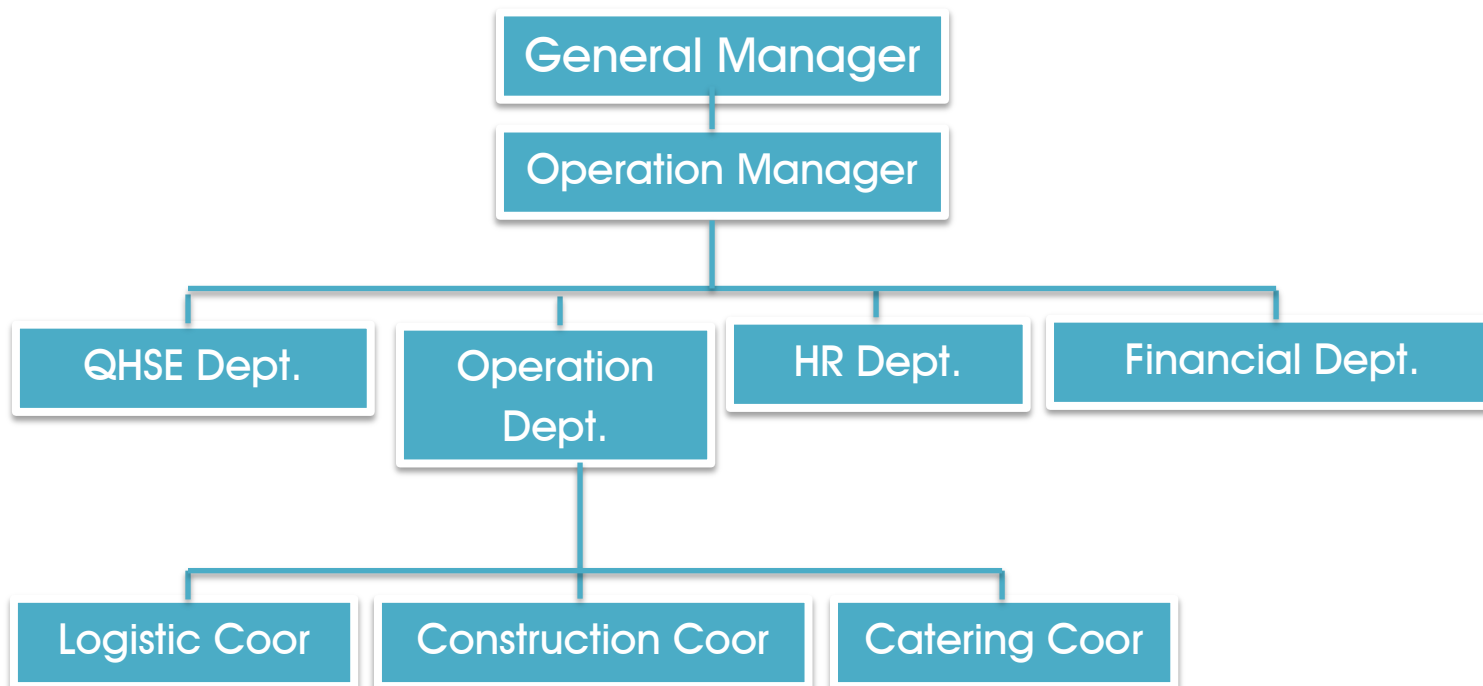 General Manager
Operation Manager
QHSE Dept.
Operation
Dept.
HR Dept.
Financial Dept.
Logistic Coor
Construction Coor
Catering Coor